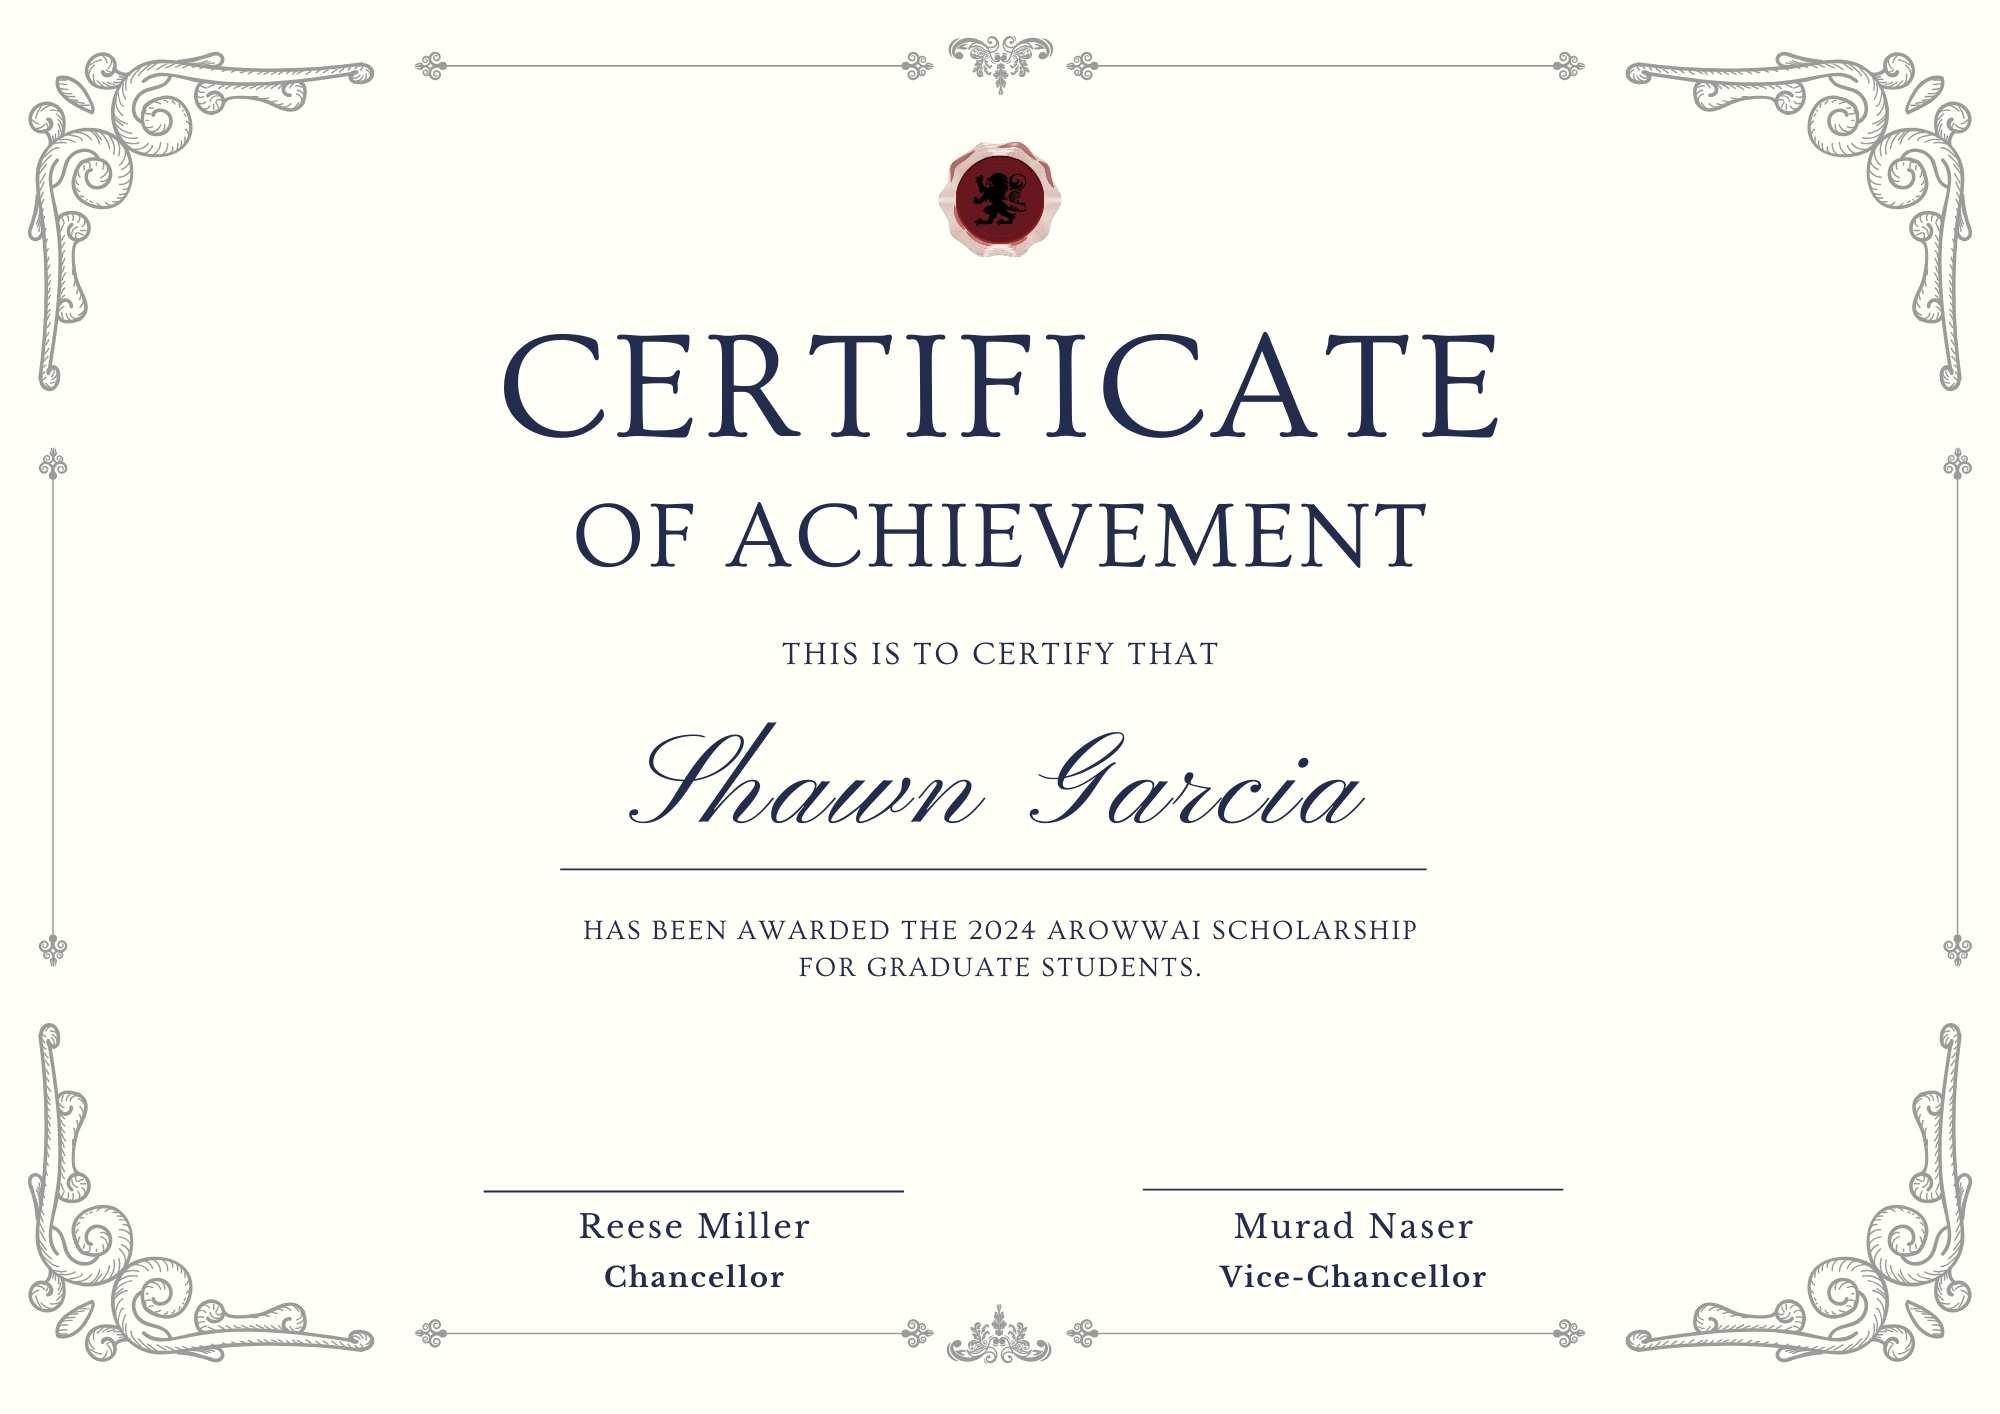 CERTIFICATE
OF ACHIEVEMENT
THIS IS TO CERTIFY THAT
Shawn Garcia
HAS BEEN AWARDED THE 2024 AROWWAI SCHOLARSHIP
FOR GRADUATE STUDENTS.
Reese Miller
Chancellor
Murad Naser
Vice-Chancellor